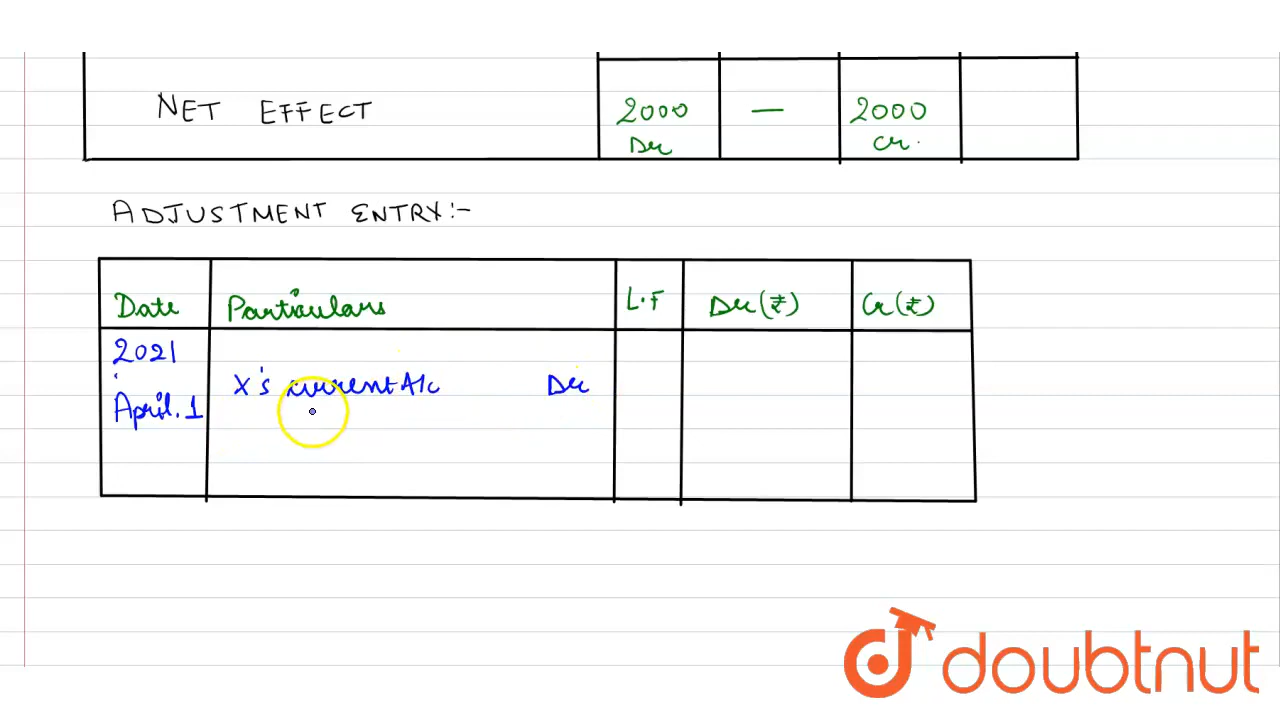 NET EFFECT 2000 — 2000
Dr Cr.
ADJUSTMENT ENTRY:-
Date Particulars L.F Dr(₹) Cr(₹)
2021
X's current A/c Dr
April.1
doubtnut